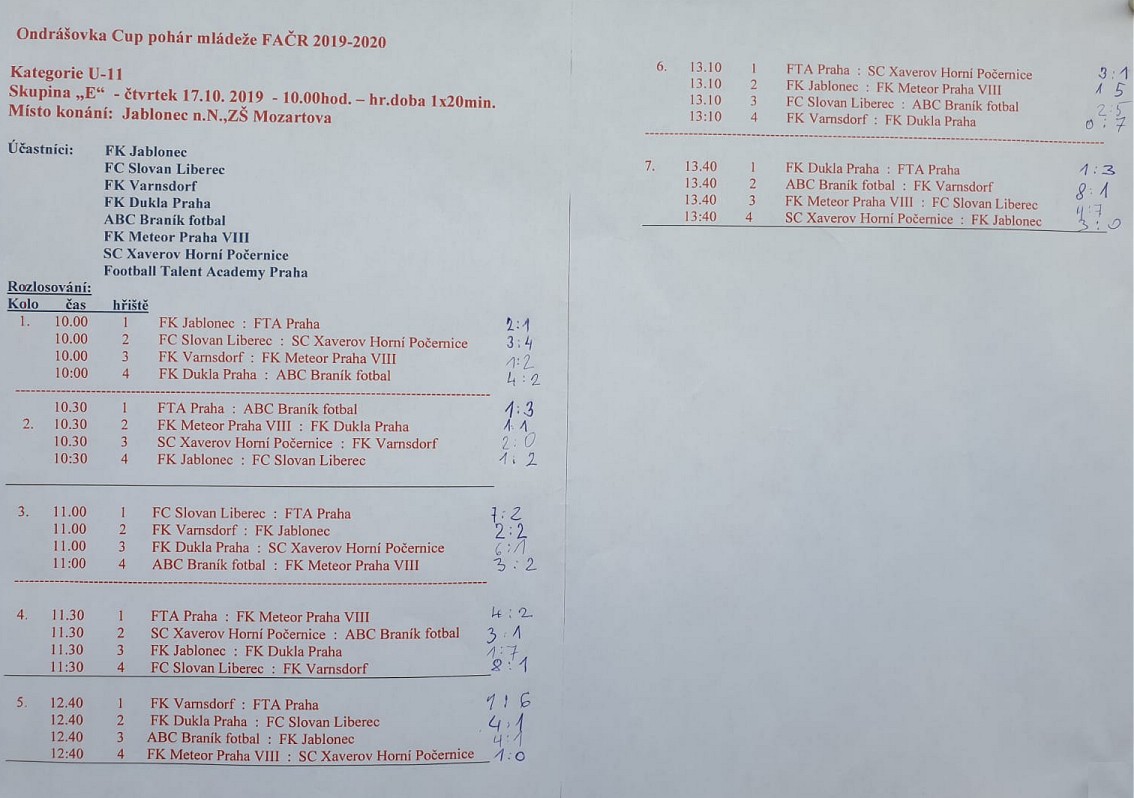 Ondrášovka Cup pohár mládeže FAČR 2019-2020
Kategorie U-11
Skupina „E“ - čtvrtek 17.10. 2019 - 10.00hod. – hr.doba 1x20min.
Místo konání: Jablonec n.N.,ZŠ Mozartova
Účastníci: FK Jablonec
FC Slovan Liberec
FK Varnsdorf
FK Dukla Praha
ABC Braník fotbal
FK Meteor Praha VIII
SC Xaverov Horní Počernice
Football Talent Academy Praha
Rozlosování:
Kolo čas hřiště
1. 10.00 1 FK Jablonec : FTA Praha 2:1
10.00 2 FC Slovan Liberec : SC Xaverov Horní Počernice 3:4
10.00 3 FK Varnsdorf : FK Meteor Praha VIII 1:2
10:00 4 FK Dukla Praha : ABC Braník fotbal 4:2
10.30 1 FTA Praha : ABC Braník fotbal 1:3
2. 10.30 2 FK Meteor Praha VIII : FK Dukla Praha 1:1
10.30 3 SC Xaverov Horní Počernice : FK Varnsdorf 2:0
10:30 4 FK Jablonec : FC Slovan Liberec 1:2
3. 11.00 1 FC Slovan Liberec : FTA Praha 7:2
11.00 2 FK Varnsdorf : FK Jablonec 2:2
11.00 3 FK Dukla Praha : SC Xaverov Horní Počernice 6:1
11:00 4 ABC Braník fotbal : FK Meteor Praha VIII 3:2
4. 11.30 1 FTA Praha : FK Meteor Praha VIII 4:2
11.30 2 SC Xaverov Horní Počernice : ABC Braník fotbal 3:1
11.30 3 FK Jablonec : FK Dukla Praha 1:7
11:30 4 FC Slovan Liberec : FK Varnsdorf 8:1
5. 12.40 1 FK Varnsdorf : FTA Praha 1:6
12.40 2 FK Dukla Praha : FC Slovan Liberec 4:1
12.40 3 ABC Braník fotbal : FK Jablonec 4:1
12:40 4 FK Meteor Praha VIII : SC Xaverov Horní Počernice 1:0
6. 13.10 1 FTA Praha : SC Xaverov Horní Počernice 3:1
13.10 2 FK Jablonec : FK Meteor Praha VIII 1 5
13.10 3 FC Slovan Liberec : ABC Braník fotbal 2:5
13:10 4 FK Varnsdorf : FK Dukla Praha 0:7
7. 13.40 1 FK Dukla Praha : FTA Praha 1:3
13.40 2 ABC Braník fotbal : FK Varnsdorf 8:1
13.40 3 FK Meteor Praha VIII : FC Slovan Liberec 4:7
13:40 4 SC Xaverov Horní Počernice : FK Jablonec 3:0